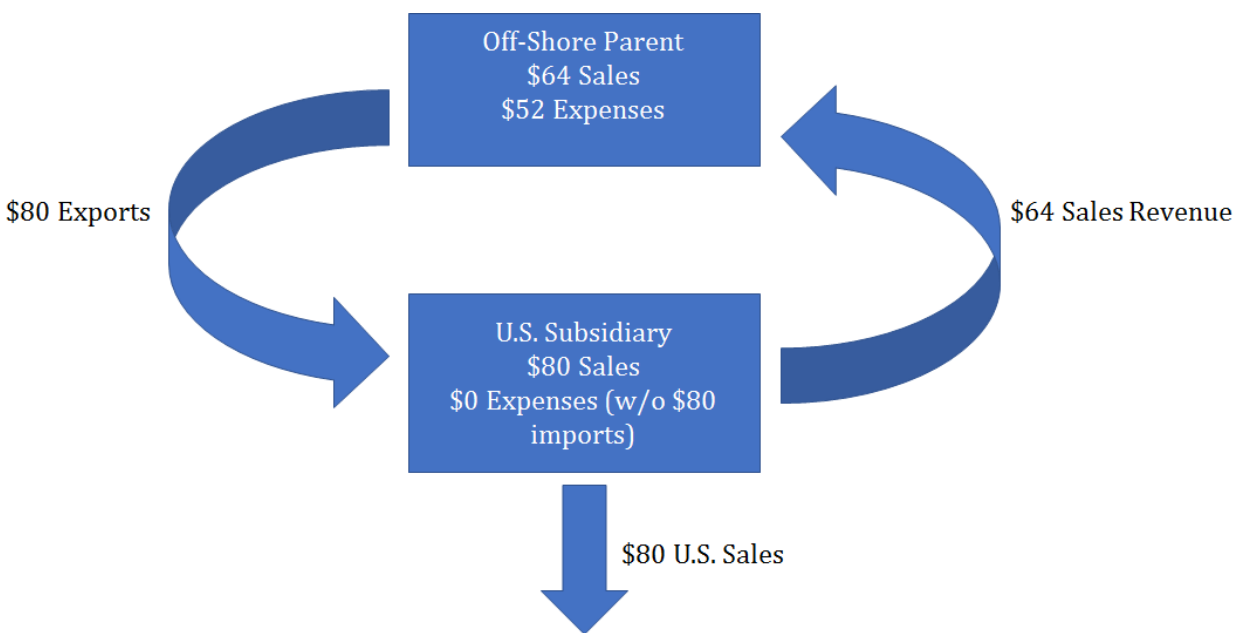 Off-Shore Parent
$64 Sales
$52 Expenses
$80 Exports
$64 Sales Revenue
U.S. Subsidiary
$80 Sales
$0 Expenses (w/o $80
imports)
$80 U.S. Sales